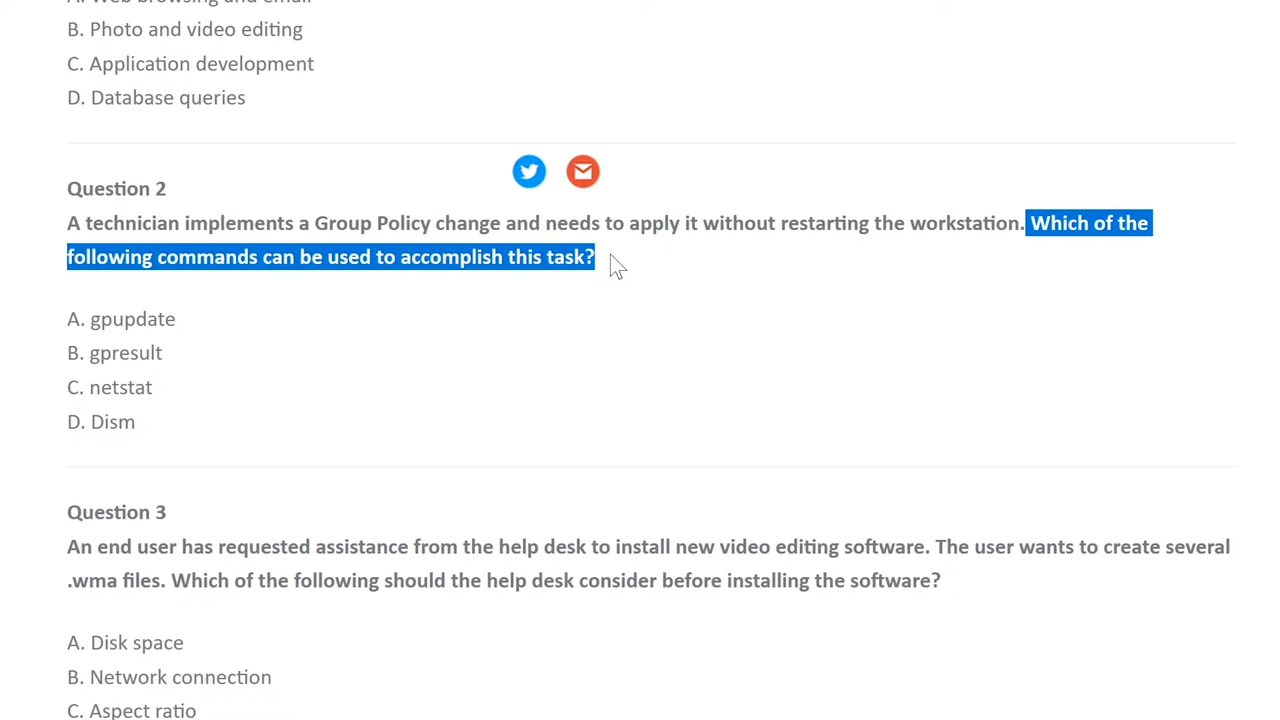 A. Web browsing and email
B. Photo and video editing
C. Application development
D. Database queries
Question 2
A technician implements a Group Policy change and needs to apply it without restarting the workstation. Which of the
following commands can be used to accomplish this task?
A. gpupdate
B. gpresult
C. netstat
D. Dism
Question 3
An end user has requested assistance from the help desk to install new video editing software. The user wants to create several
.wma files. Which of the following should the help desk consider before installing the software?
A. Disk space
B. Network connection
C. Aspect ratio